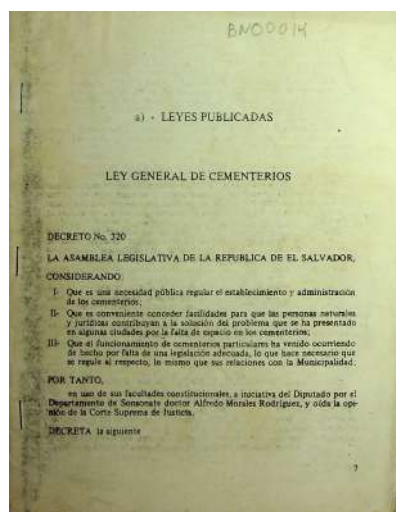 BNO0014
a) - LEYES PUBLICADAS
LEY GENERAL DE CEMENTERIOS
DECRETO No. 320
LA ASAMBLEA LEGISLATIVA DE LA REPUBLICA DE EL SALVADOR,
CONSIDERANDO:
I- Que es una necesidad pública regular el establecimiento y administración
de los cementerios;
II- Que es conveniente conceder facilidades para que las personas naturales
y jurídicas contribuyan a la solución del problema que se ha presentado
en algunas ciudades por la falta de espacio en los cementerios;
III- Que el funcionamiento de cementerios particulares ha venido ocurriendo
de hecho por falta de una legislación adecuada, lo que hace necesario que
se regule al respecto, lo mismo que sus relaciones con la Municipalidad;
POR TANTO,
en uso de sus facultades constitucionales, a iniciativa del Diputado por el
Departamento de Sonsonate doctor Alfredo Morales Rodríguez, y oída la opi-
nión de la Corte Suprema de Justicia,
DECRETA la siguiente
7